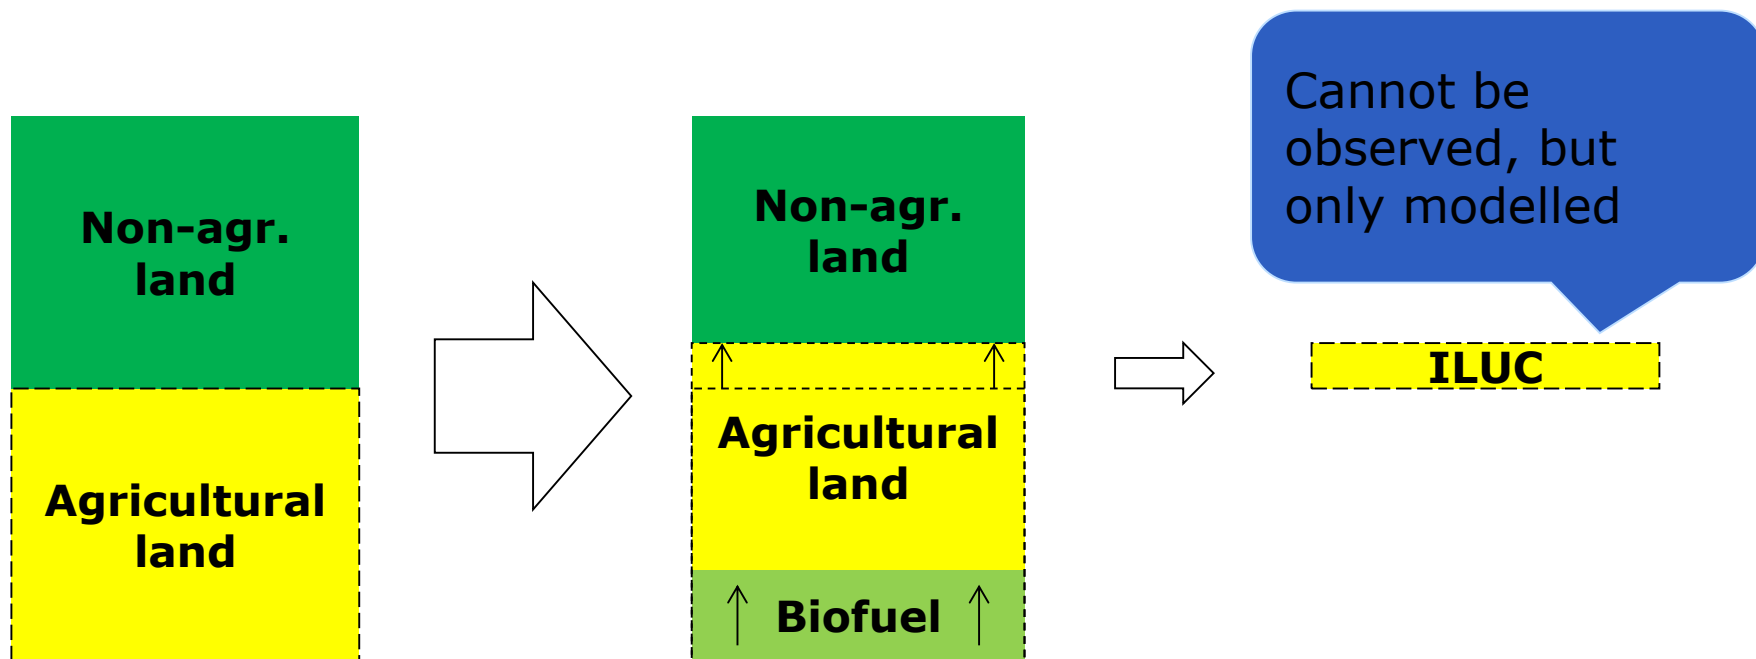 Non-agr.
land
Agricultural
land
Non-agr.
land
Agricultural
land
Biofuel
Cannot be
observed, but
only modelled
ILUC